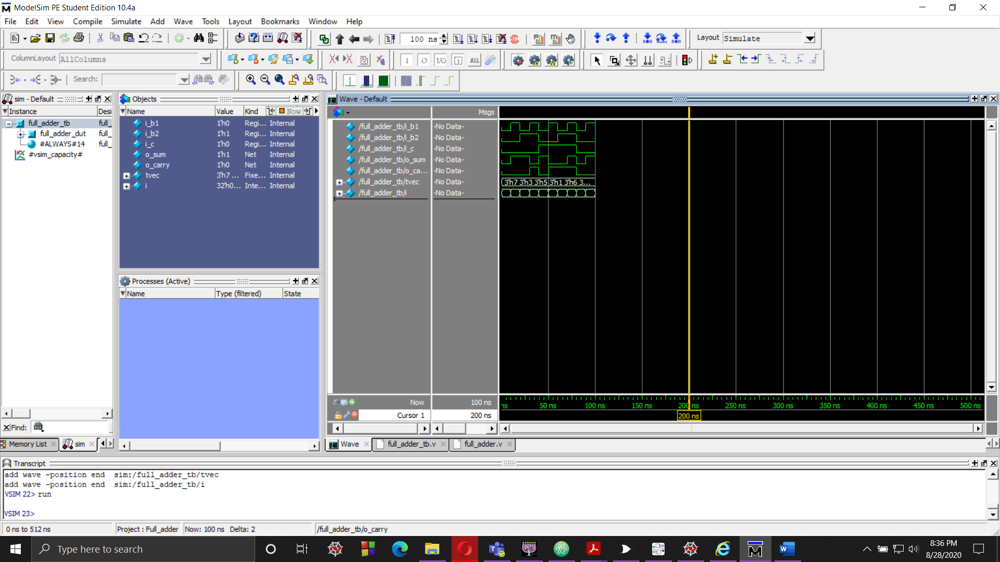 ModelSim PE Student Edition 10.4a
File Edit View Compile Simulate Add Wave Tools Layout Bookmarks Window Help
100 ns
Layout Simulate
ColumnLayout AllColumns
I O I/O ALL
Search:
sim - Default
Instance Desi
full_adder_tb full_
full_adder_dut full_
#ALWAYS#14 full_
#vsim_capacity#
Find:
Memory List sim
Objects
Name Value Kind Now
i_b1 1'h0 Regi... Internal
i_b2 1'h1 Regi... Internal
i_c 1'h0 Regi... Internal
o_sum 1'h1 Net Internal
o_carry 1'h0 Net Internal
tvec 3'h7 ... Fixe... Internal
i 32'h0... Inte... Internal
Processes (Active)
Name Type (filtered) State
Wave - Default
Msgs
/full_adder_tb/i_b1 -No Data-
/full_adder_tb/i_b2 -No Data-
/full_adder_tb/i_c -No Data-
/full_adder_tb/o_sum -No Data-
/full_adder_tb/o_ca... -No Data-
/full_adder_tb/tvec -No Data- 3'h7 3'h3 3'h5 3'h1 3'h6 3...
/full_adder_tb/i -No Data-
Now 100 ns
ns 50 ns 100 ns 150 ns 200 ns 250 ns 300 ns 350 ns 400 ns 450 ns 500 ns
Cursor 1 200 ns
200 ns
Wave full_adder_tb.v full_adder.v
Transcript
add wave -position end sim:/full_adder_tb/tvec
add wave -position end sim:/full_adder_tb/i
VSIM 22> run
VSIM 23>
0 ns to 512 ns Project : Full_adder Now: 100 ns Delta: 2 /full_adder_tb/o_carry
Type here to search
8:36 PM
8/28/2020